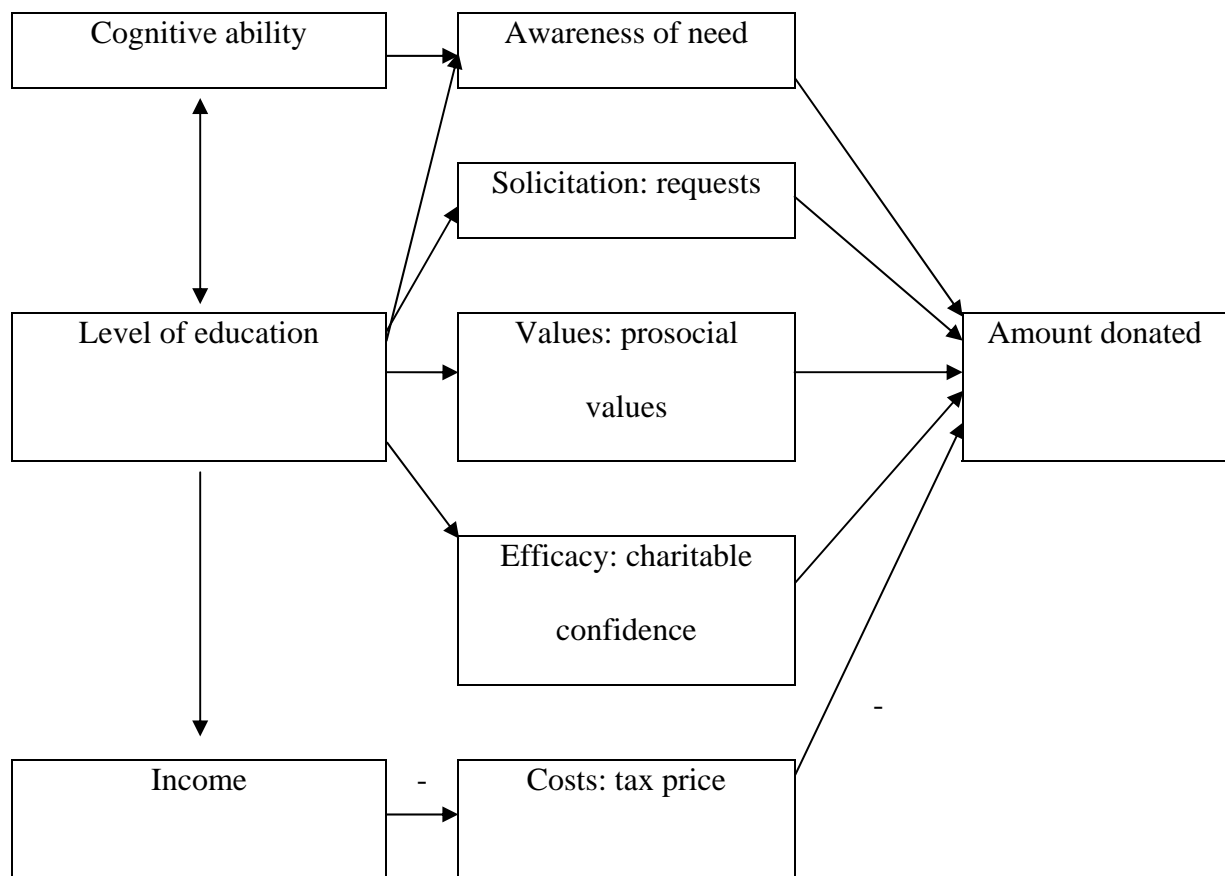 Cognitive ability
Awareness of need
Solicitation: requests
Level of education
Values: prosocial
values
Amount donated
Efficacy: charitable
confidence
-
Income
-
Costs: tax price